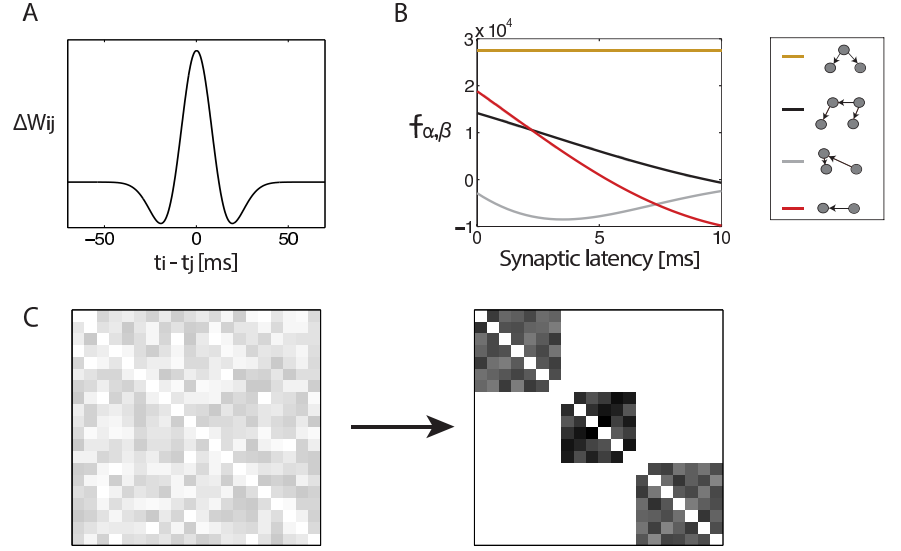 A
ΔWij
−50 0 50
ti - tj [ms]
B
x 10⁴
3
2
1
0
−1
fα,β
0 5 10
Synaptic latency [ms]
C